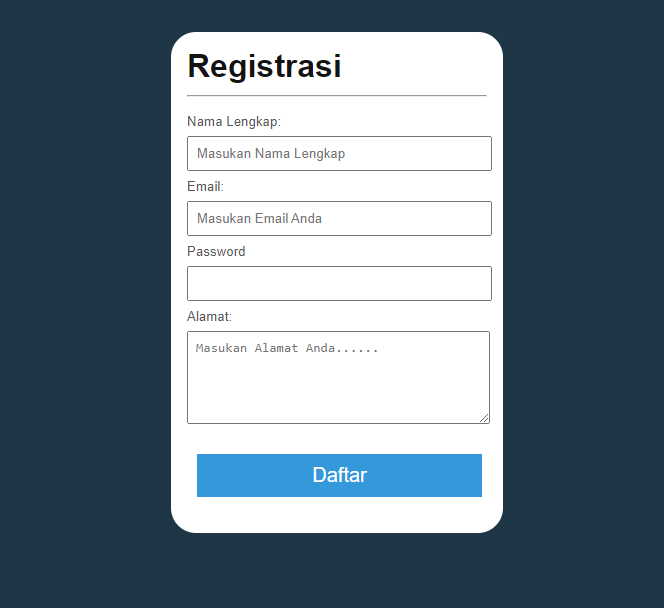 Registrasi
Nama Lengkap:
Masukan Nama Lengkap
Email:
Masukan Email Anda
Password
Alamat:
Masukan Alamat Anda......
Daftar